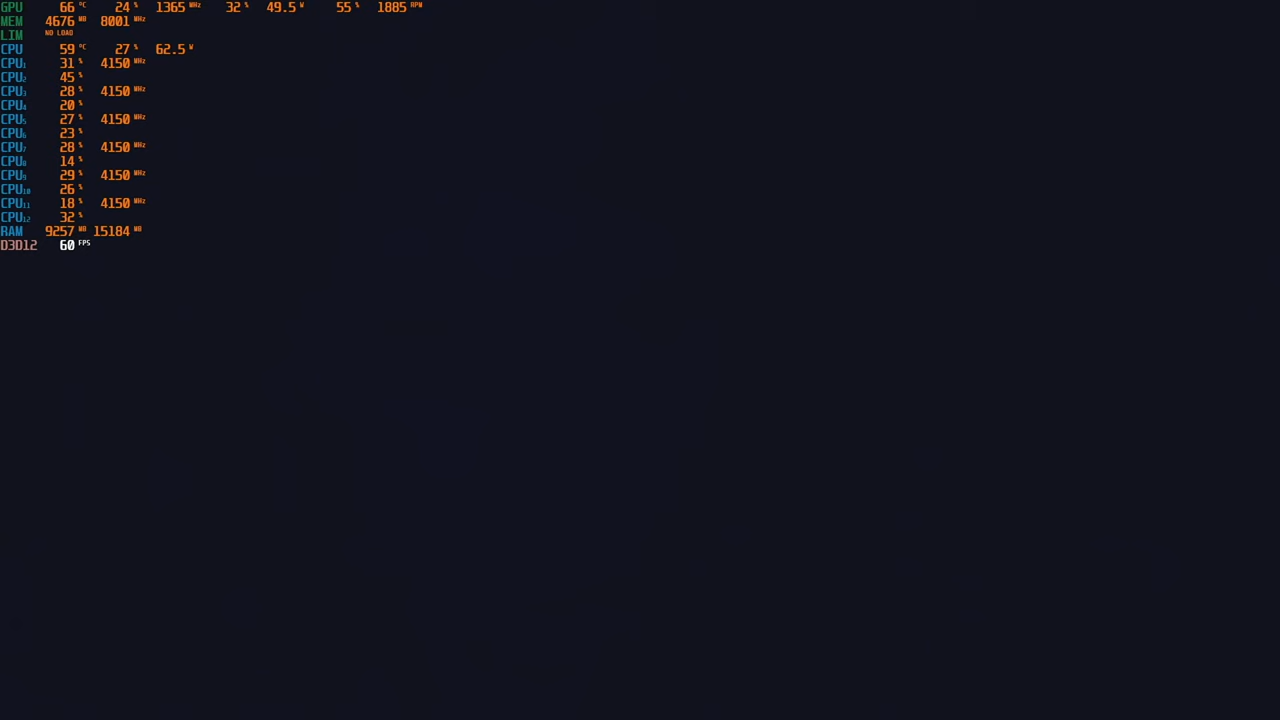 GPU 66 °C 24 % 1365 MHz 32 % 49.5 W 55 % 1885 RPM
MEM 4676 MB 8001 MHz
LIM NO LOAD
CPU 59 °C 27 % 62.5 W
CPU1 31 % 4150 MHz
CPU2 45 %
CPU3 28 % 4150 MHz
CPU4 20 %
CPU5 27 % 4150 MHz
CPU6 23 %
CPU7 28 % 4150 MHz
CPU8 14 %
CPU9 29 % 4150 MHz
CPU10 26 %
CPU11 18 % 4150 MHz
CPU12 32 %
RAM 9257 MB 15184 MB
D3D12 60 FPS